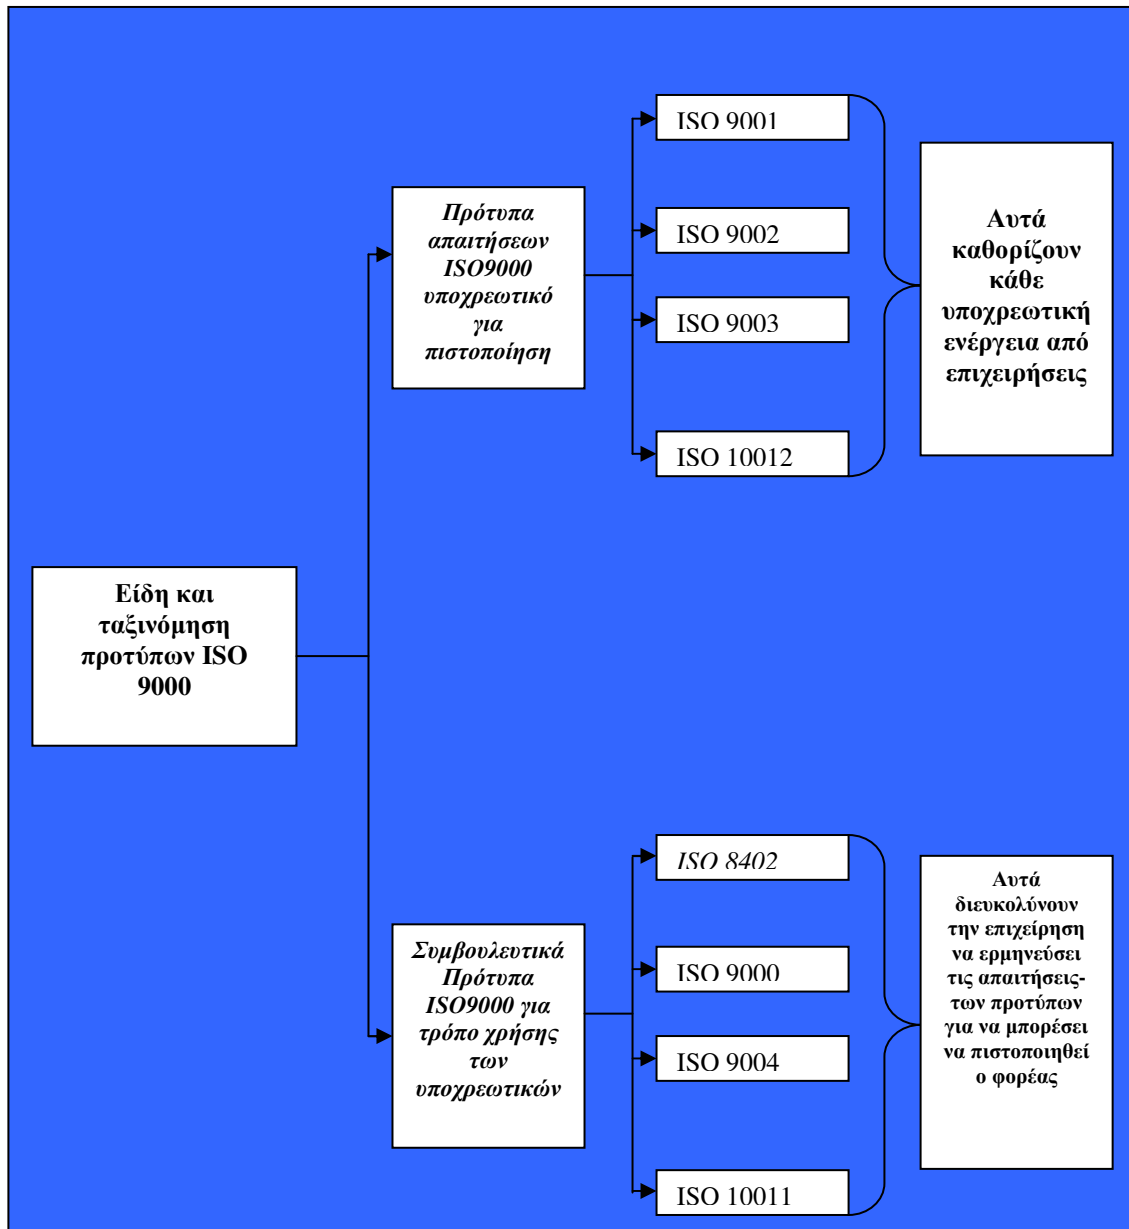 Είδη και
ταξινόμηση
προτύπων ISO
9000
Πρότυπα
απαιτήσεων
ISO9000
υποχρεωτικό
για
πιστοποίηση
ISO 9001
ISO 9002
ISO 9003
ISO 10012
Αυτά
καθορίζουν
κάθε
υποχρεωτική
ενέργεια από
επιχειρήσεις
Συμβουλευτικά
Πρότυπα
ISO9000 για
τρόπο χρήσης
των
υποχρεωτικών
ISO 8402
ISO 9000
ISO 9004
ISO 10011
Αυτά
διευκολύνουν
την επιχείρηση
να ερμηνεύσει
τις απαιτήσεις-
των προτύπων
για να μπορέσει
να πιστοποιηθεί
ο φορέας